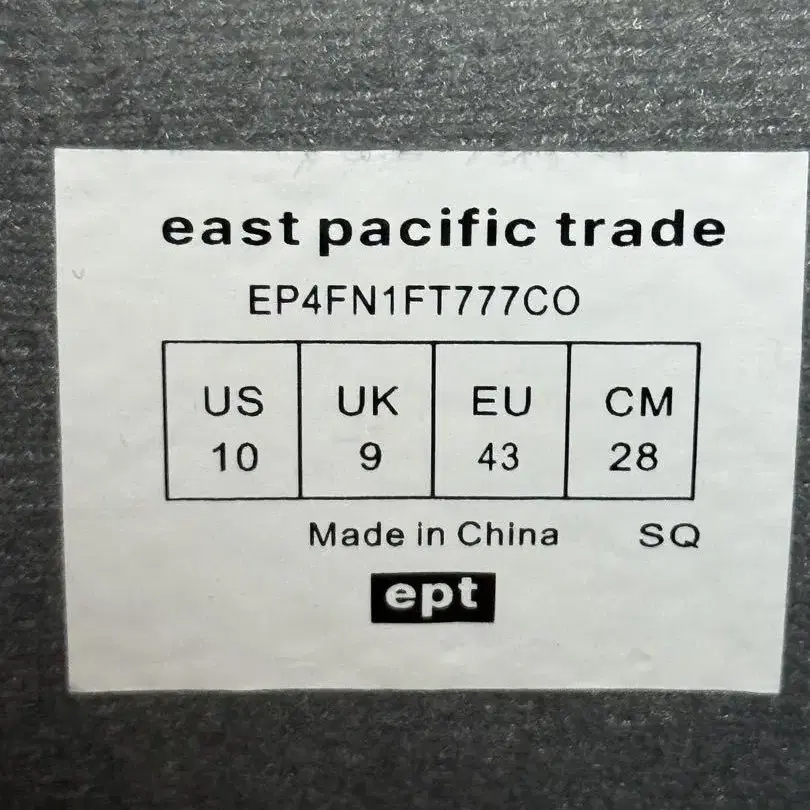 east pacific trade
EP4FN1FT777CO
US UK EU CM
10 9 43 28
Made in China SQ
ept